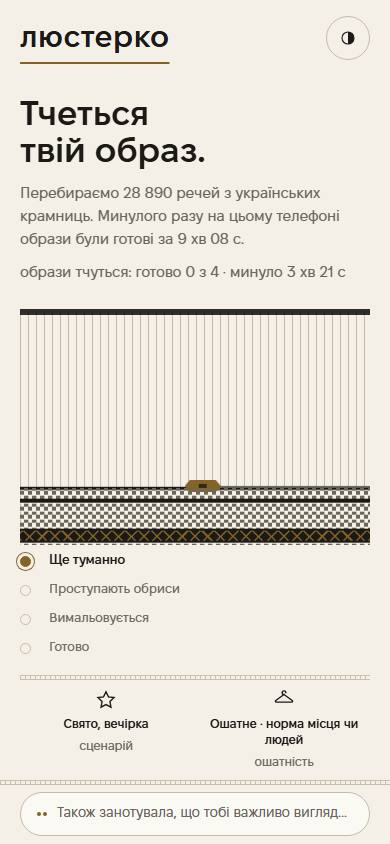 люстерко
Тчеться
твій образ.
Перебираємо 28 890 речей з українських
крамниць. Минулого разу на цьому телефоні
образи були готові за 9 хв 08 с.
образи тчуться: готово 0 з 4 · минуло 3 хв 21 с
Ще туманно
Проступають обриси
Вимальовується
Готово
Свято, вечірка
сценарій
Ошатне · норма місця чи
людей
ошатність
Також занотувала, що тобі важливо вигляд...